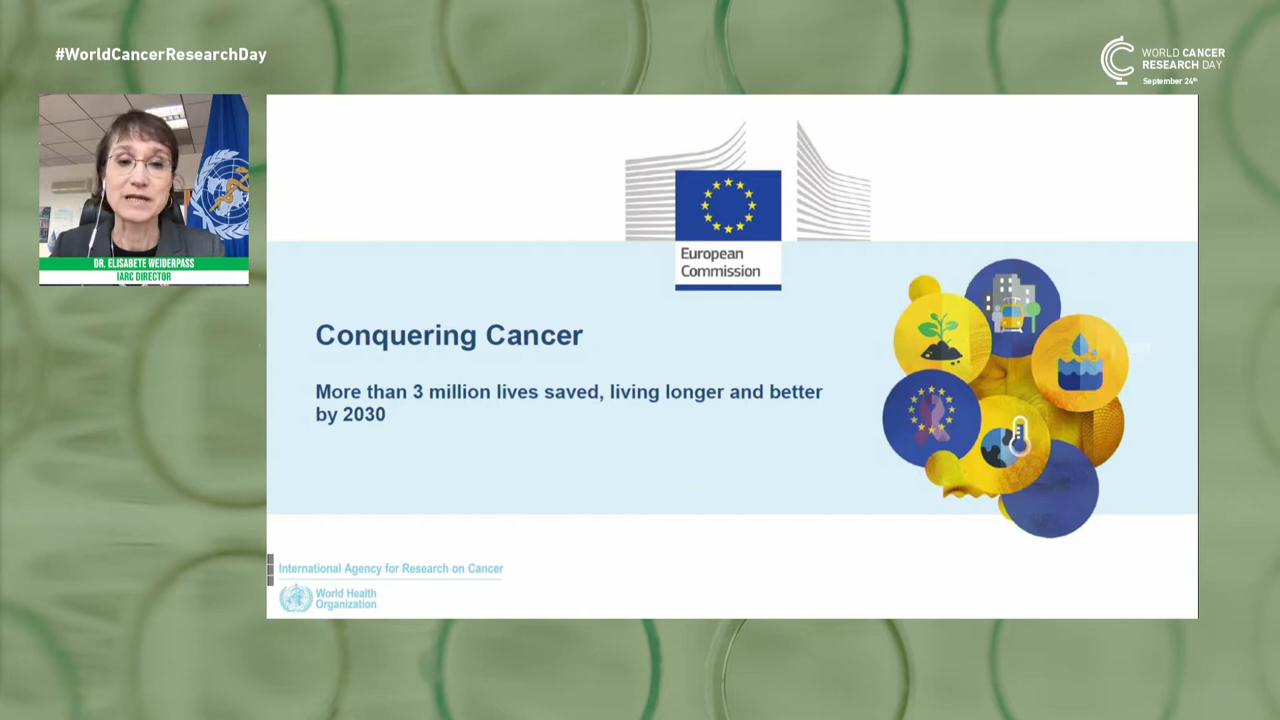 #WorldCancerResearchDay
WORLD CANCER
RESEARCH DAY
September 24th
DR. ELISABETE WEIDERPASS
IARC DIRECTOR
European
Commission
Conquering Cancer
More than 3 million lives saved, living longer and better
by 2030
International Agency for Research on Cancer
World Health
Organization